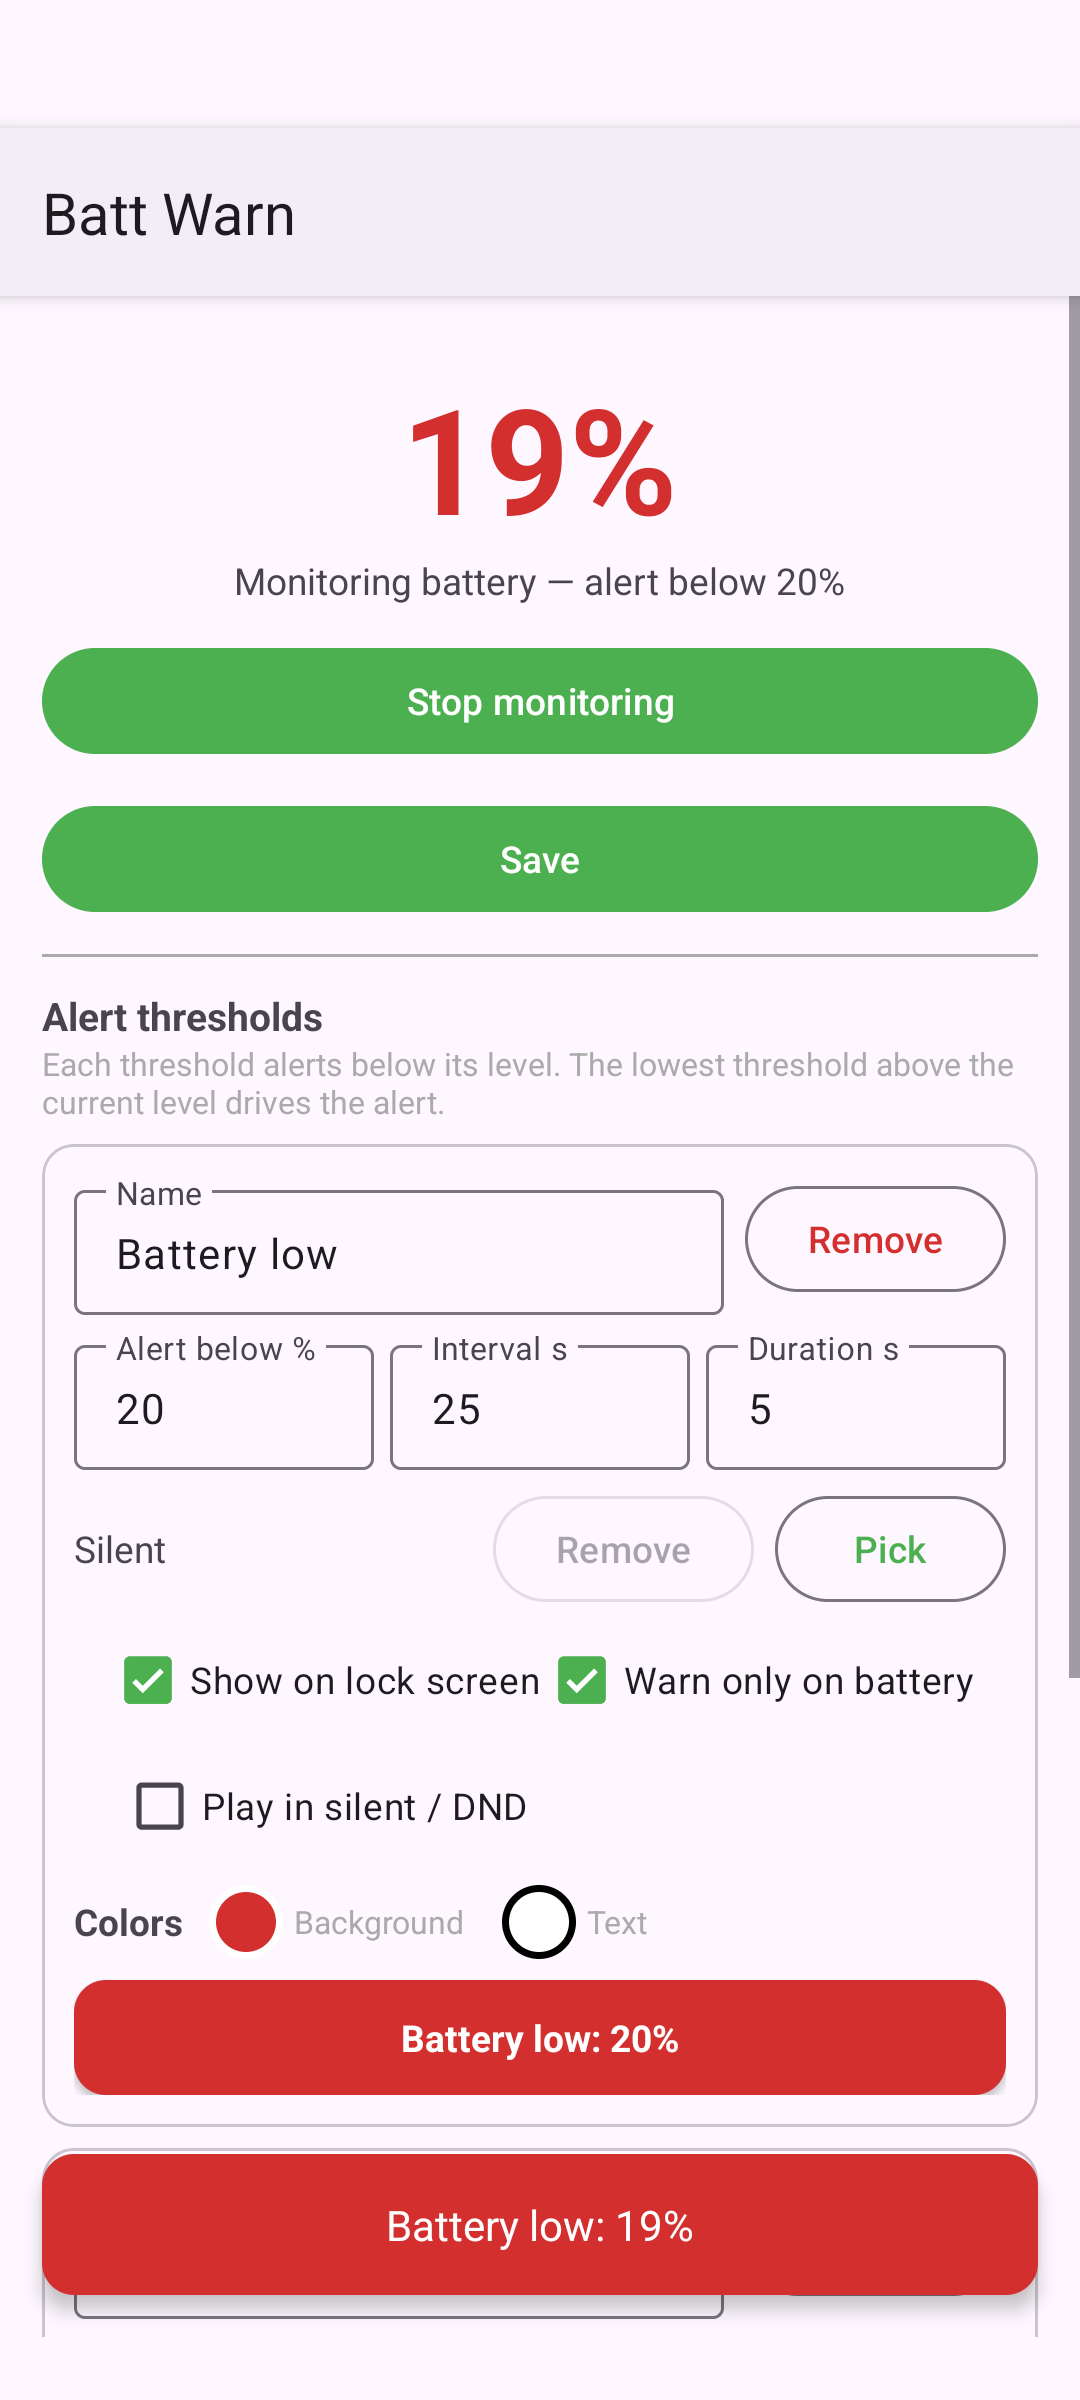 Batt Warn
19%
Monitoring battery — alert below 20%
Stop monitoring
Save
Alert thresholds
Each threshold alerts below its level. The lowest threshold above the
current level drives the alert.
Name
Battery low
Remove
Alert below %
Interval s
Duration s
20
25
5
Silent
Remove
Pick
Show on lock screen
Warn only on battery
Play in silent / DND
Colors
Background
Text
Battery low: 20%
Battery low: 19%